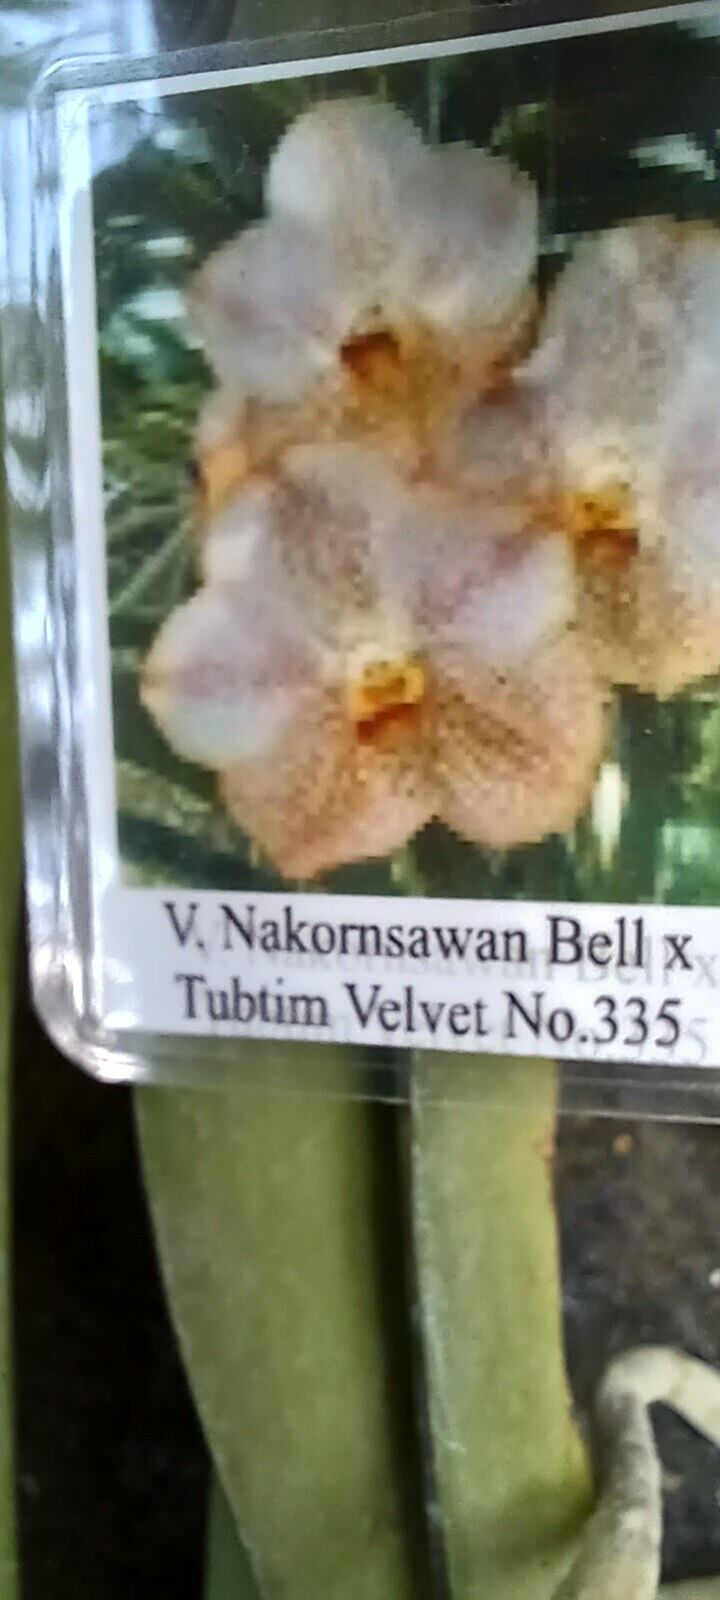 V. Nakornsawan Bell x
Tubtim Velvet No.335